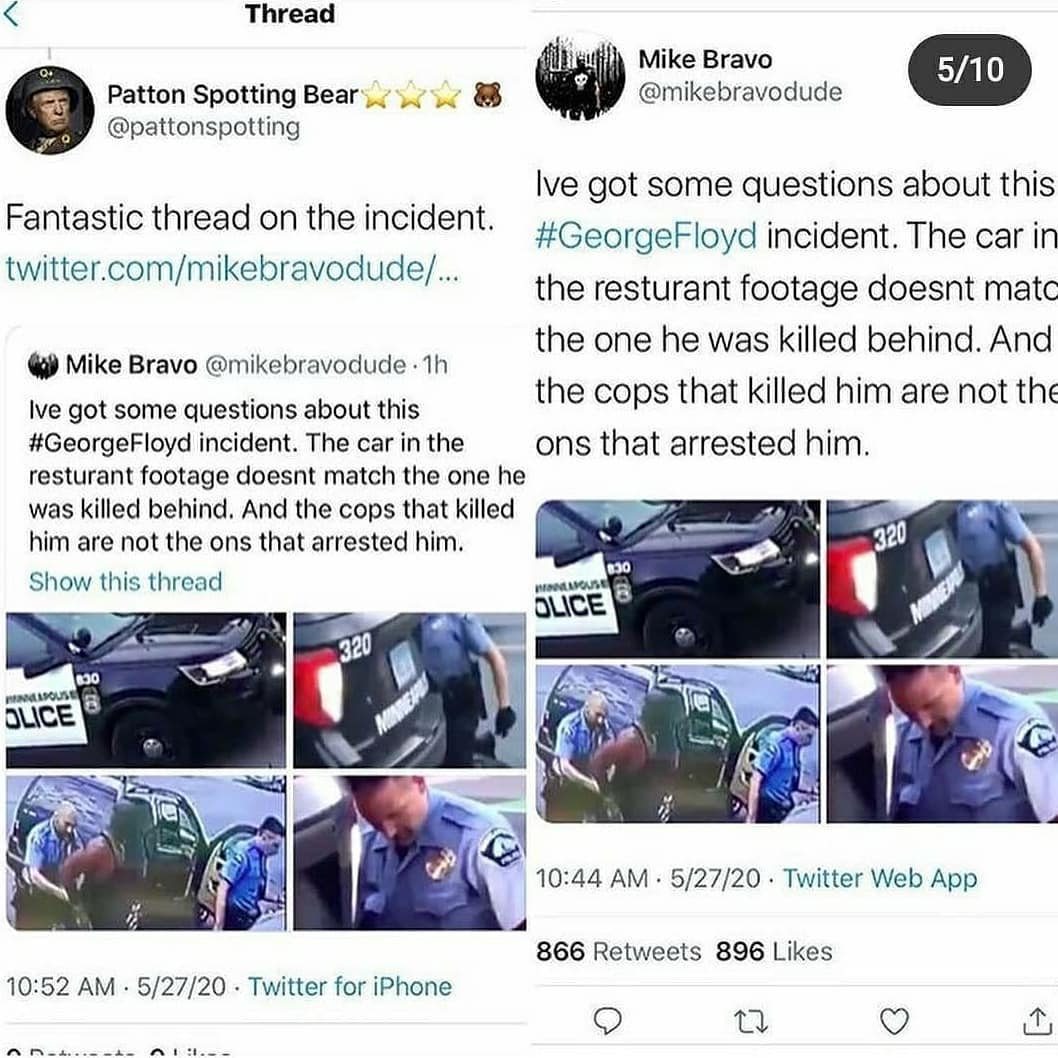 Thread
Patton Spotting Bear⭐⭐⭐🐻
@pattonspotting
Fantastic thread on the incident.
twitter.com/mikebravodude/...
Mike Bravo @mikebravodude · 1h
Ive got some questions about this
#GeorgeFloyd incident. The car in the
resturant footage doesnt match the one he
was killed behind. And the cops that killed
him are not the ons that arrested him.
Show this thread
830
MINNEAPOLIS
OLICE
320
10:52 AM · 5/27/20 · Twitter for iPhone
Mike Bravo
@mikebravodude
5/10
Ive got some questions about this
#GeorgeFloyd incident. The car in
the resturant footage doesnt matc
the one he was killed behind. And
the cops that killed him are not the
ons that arrested him.
830
MINNEAPOLIS
OLICE
320
10:44 AM · 5/27/20 · Twitter Web App
866 Retweets 896 Likes